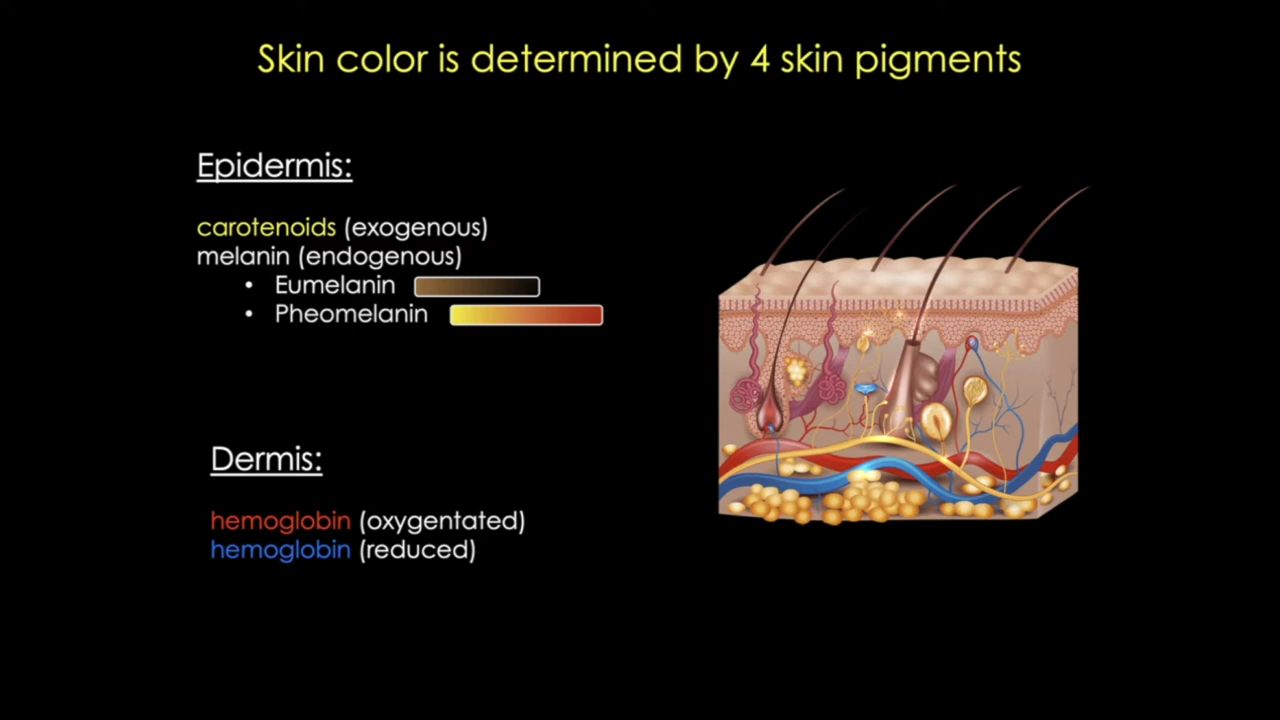 Skin color is determined by 4 skin pigments
Epidermis:
carotenoids (exogenous)
melanin (endogenous)
• Eumelanin
• Pheomelanin
Dermis:
hemoglobin (oxygentated)
hemoglobin (reduced)